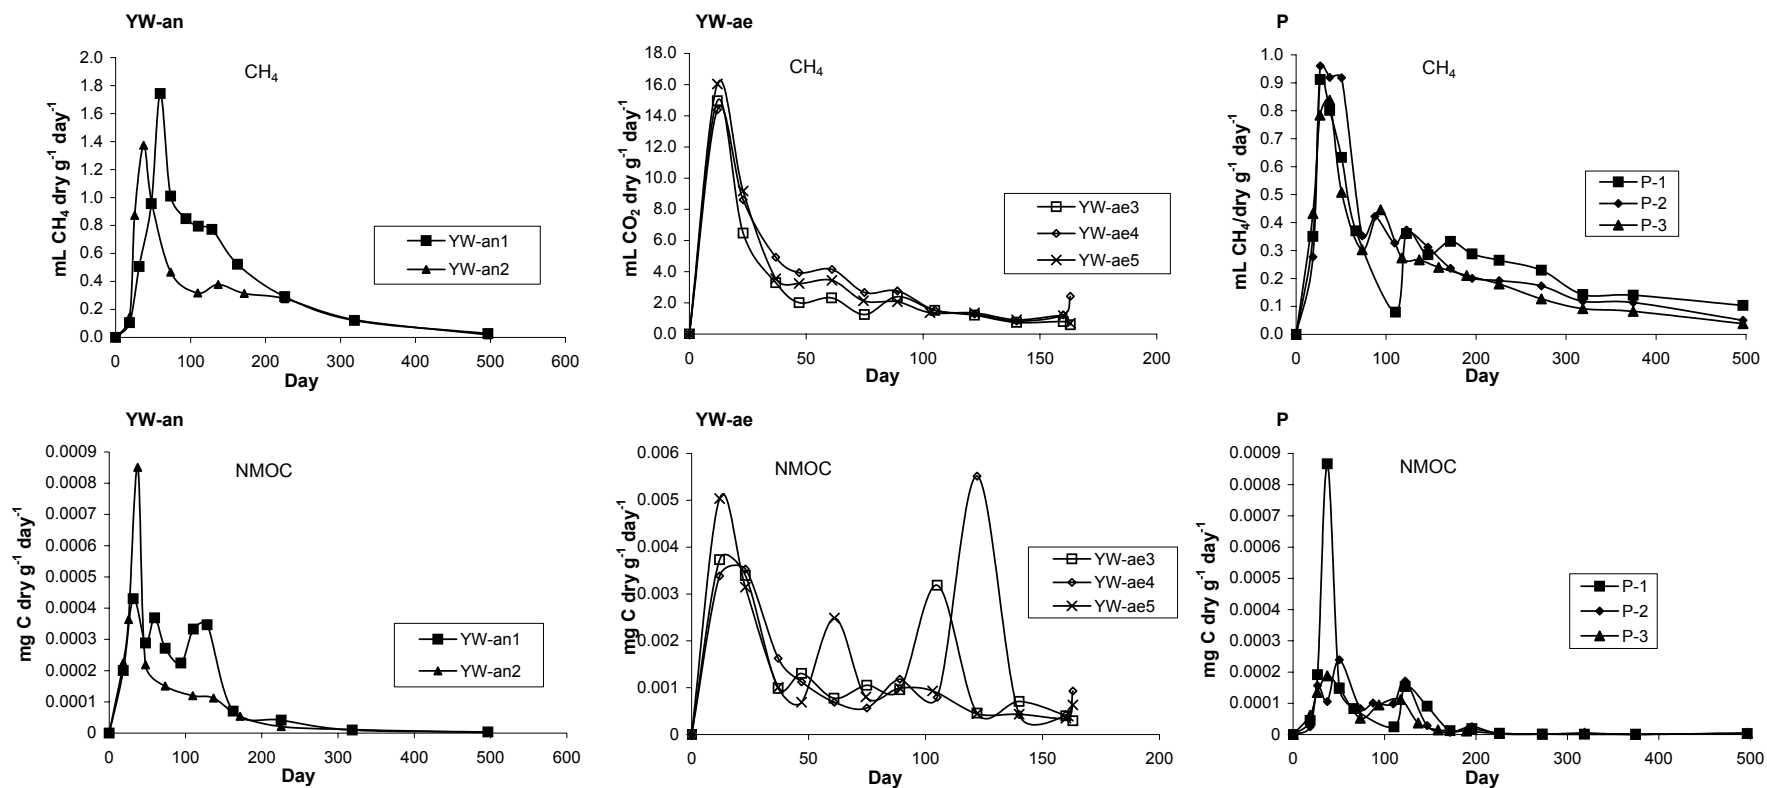 YW-an
CH₄
mL CH₄ dry g⁻¹ day⁻¹
2.0
1.8
1.6
1.4
1.2
1.0
0.8
0.6
0.4
0.2
0.0
0 100 200 300 400 500 600
Day
YW-an1
YW-an2
YW-ae
CH₄
mL CO₂ dry g⁻¹ day⁻¹
18.0
16.0
14.0
12.0
10.0
8.0
6.0
4.0
2.0
0.0
0 50 100 150 200
Day
YW-ae3
YW-ae4
YW-ae5
P
CH₄
mL CH₄/dry g⁻¹ day⁻¹
1.0
0.9
0.8
0.7
0.6
0.5
0.4
0.3
0.2
0.1
0.0
0 100 200 300 400 500
Day
P-1
P-2
P-3
YW-an
NMOC
mg C dry g⁻¹ day⁻¹
0.0009
0.0008
0.0007
0.0006
0.0005
0.0004
0.0003
0.0002
0.0001
0
0 100 200 300 400 500 600
Day
YW-an1
YW-an2
YW-ae
NMOC
mg C dry g⁻¹ day⁻¹
0.006
0.005
0.004
0.003
0.002
0.001
0
0 50 100 150 200
Day
YW-ae3
YW-ae4
YW-ae5
P
NMOC
mg C dry g⁻¹ day⁻¹
0.0009
0.0008
0.0007
0.0006
0.0005
0.0004
0.0003
0.0002
0.0001
0
0 100 200 300 400 500
Day
P-1
P-2
P-3